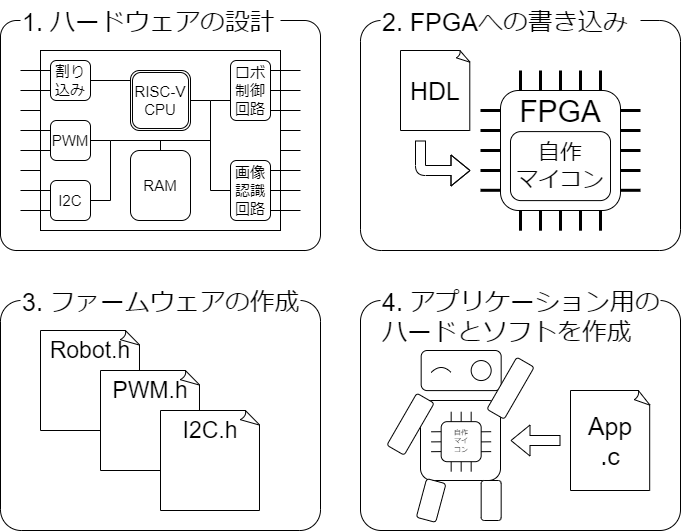 1. ハードウェアの設計
割り
込み
RISC-V
CPU
ロボ
制御
回路
PWM
RAM
I2C
画像
認識
回路
2. FPGAへの書き込み
HDL
FPGA
自作
マイコン
3. ファームウェアの作成
Robot.h
PWM.h
I2C.h
4. アプリケーション用の
ハードとソフトを作成
自作
マイ
コン
App
.c